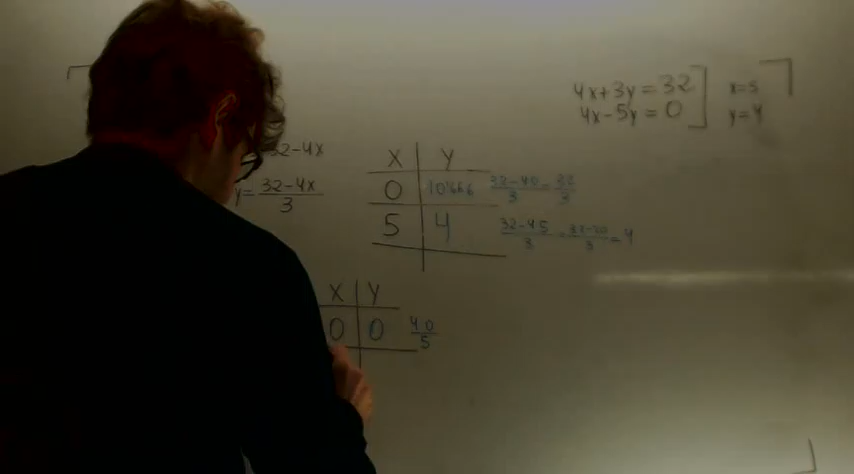 4x+3y=32] x=5
4x-5y=0 y=4
32-4x
y=32-4x/3
X | Y
0 | 10'666 32-4·0/3=32/3
5 | 4 32-4·5/3=32-20/3=4
X | Y
0 | 0 4·0/5